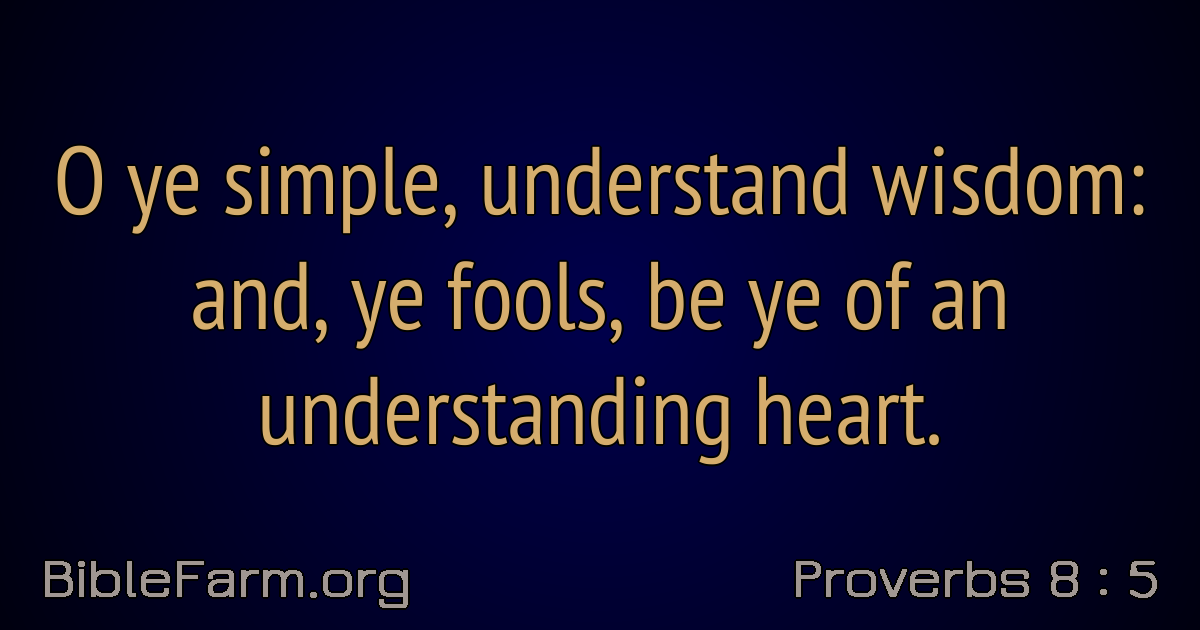 O ye simple, understand wisdom:
and, ye fools, be ye of an
understanding heart.
BibleFarm.org
Proverbs 8 : 5